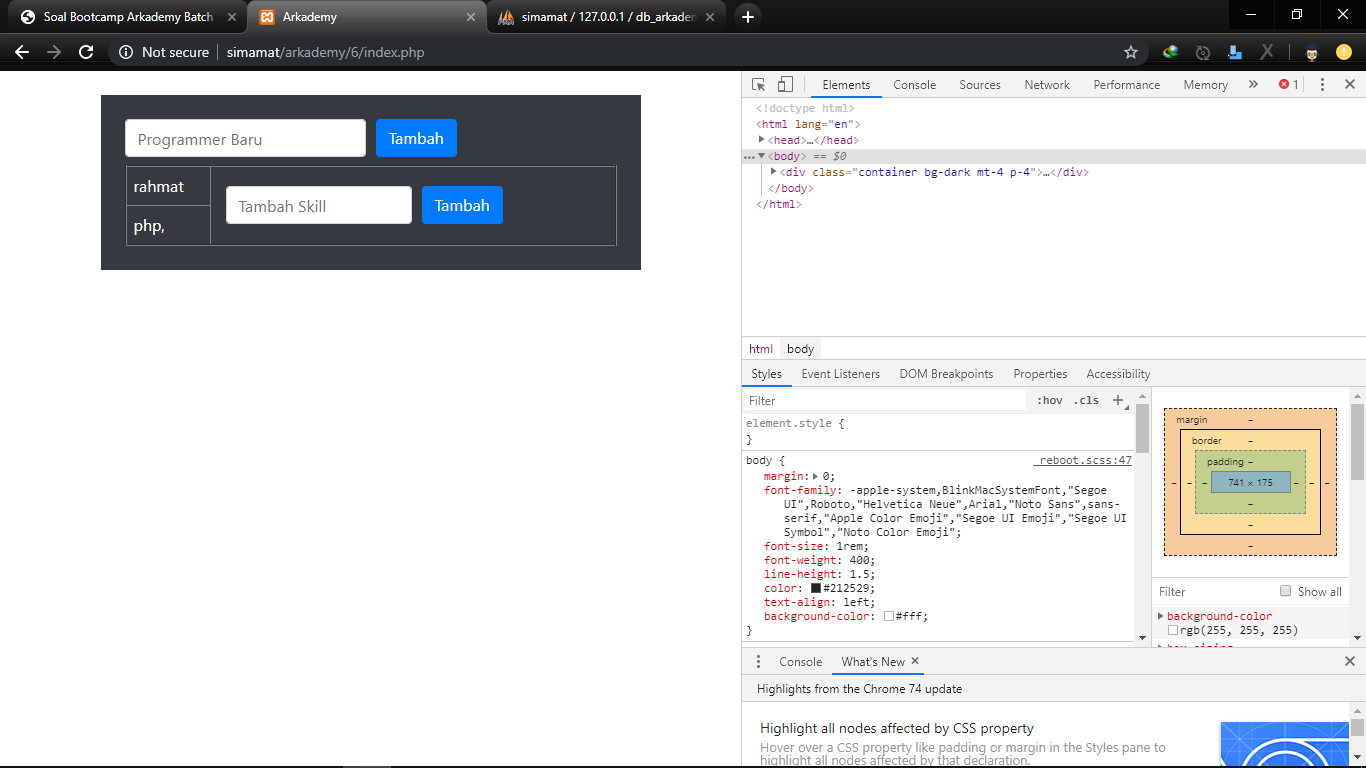 Soal Bootcamp Arkademy Batch
Arkademy
simamat / 127.0.0.1 / db_arkadem
Not secure
simamat/arkademy/6/index.php
Programmer Baru
Tambah
rahmat
php,
Tambah Skill
Tambah
Elements
Console
Sources
Network
Performance
Memory
»
1
<!doctype html>
<html lang="en">
<head>…</head>
<body> == $0
<div class="container bg-dark mt-4 p-4">…</div>
</body>
</html>
html
body
Styles
Event Listeners
DOM Breakpoints
Properties
Accessibility
Filter
:hov
.cls
element.style {
}
body {
_reboot.scss:47
margin: 0;
font-family: -apple-system,BlinkMacSystemFont,"Segoe
UI",Roboto,"Helvetica Neue",Arial,"Noto Sans",sans-
serif,"Apple Color Emoji","Segoe UI Emoji","Segoe UI
Symbol","Noto Color Emoji";
font-size: 1rem;
font-weight: 400;
line-height: 1.5;
color: #212529;
text-align: left;
background-color: #fff;
}
margin
–
border
–
padding –
– – – 741 × 175 – – –
–
–
–
Filter
Show all
background-color
rgb(255, 255, 255)
box-sizing
Console
What's New
Highlights from the Chrome 74 update
Highlight all nodes affected by CSS property
Hover over a CSS property like padding or margin in the Styles pane to
highlight all nodes affected by that declaration.